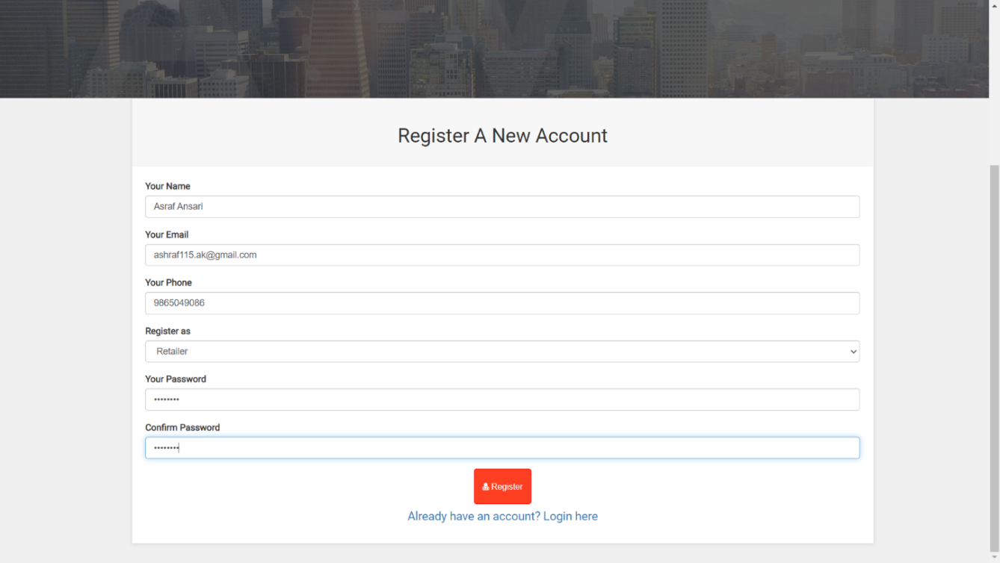 Register A New Account
Your Name
Asraf Ansari
Your Email
ashraf115.ak@gmail.com
Your Phone
9865049086
Register as
Retailer
Your Password
••••••••
Confirm Password
••••••••
Register
Already have an account? Login here